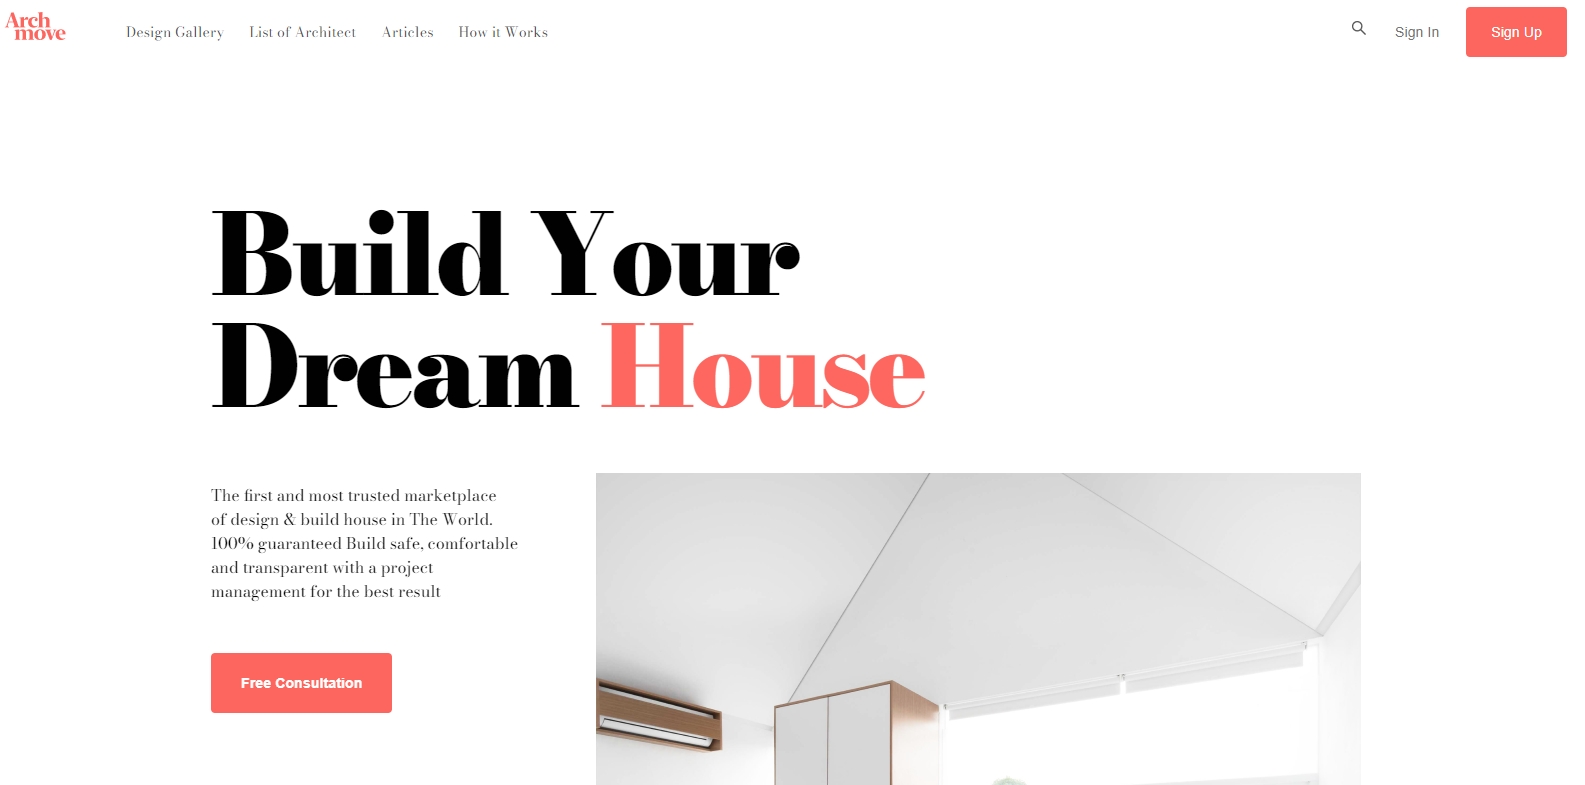 Arch
move
Design Gallery
List of Architect
Articles
How it Works
Sign In
Sign Up
Build Your
Dream House
The first and most trusted marketplace
of design & build house in The World.
100% guaranteed Build safe, comfortable
and transparent with a project
management for the best result
Free Consultation